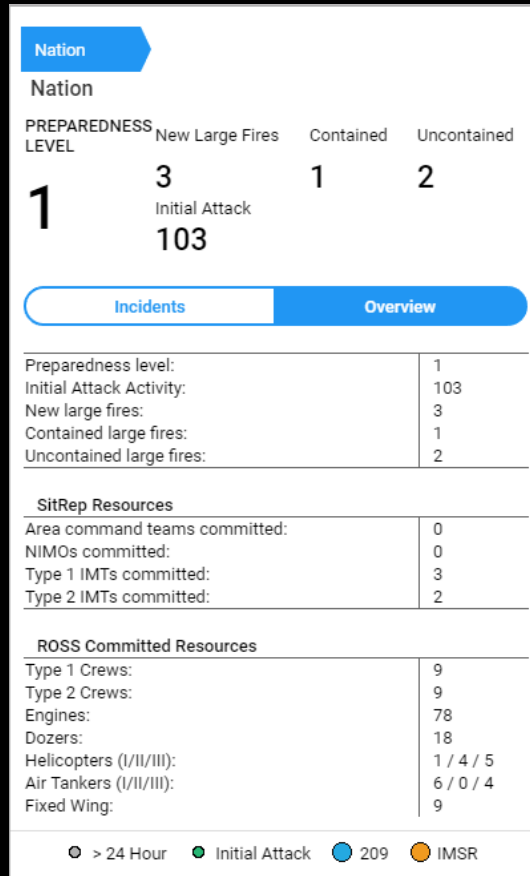 Nation
Nation
PREPAREDNESS LEVEL
New Large Fires Contained Uncontained
1
3 1 2
Initial Attack
103
Incidents Overview
Preparedness level: 1
Initial Attack Activity: 103
New large fires: 3
Contained large fires: 1
Uncontained large fires: 2
SitRep Resources
Area command teams committed: 0
NIMOs committed: 0
Type 1 IMTs committed: 3
Type 2 IMTs committed: 2
ROSS Committed Resources
Type 1 Crews: 9
Type 2 Crews: 9
Engines: 78
Dozers: 18
Helicopters (I/II/III): 1 / 4 / 5
Air Tankers (I/II/III): 6 / 0 / 4
Fixed Wing: 9
> 24 Hour Initial Attack 209 IMSR